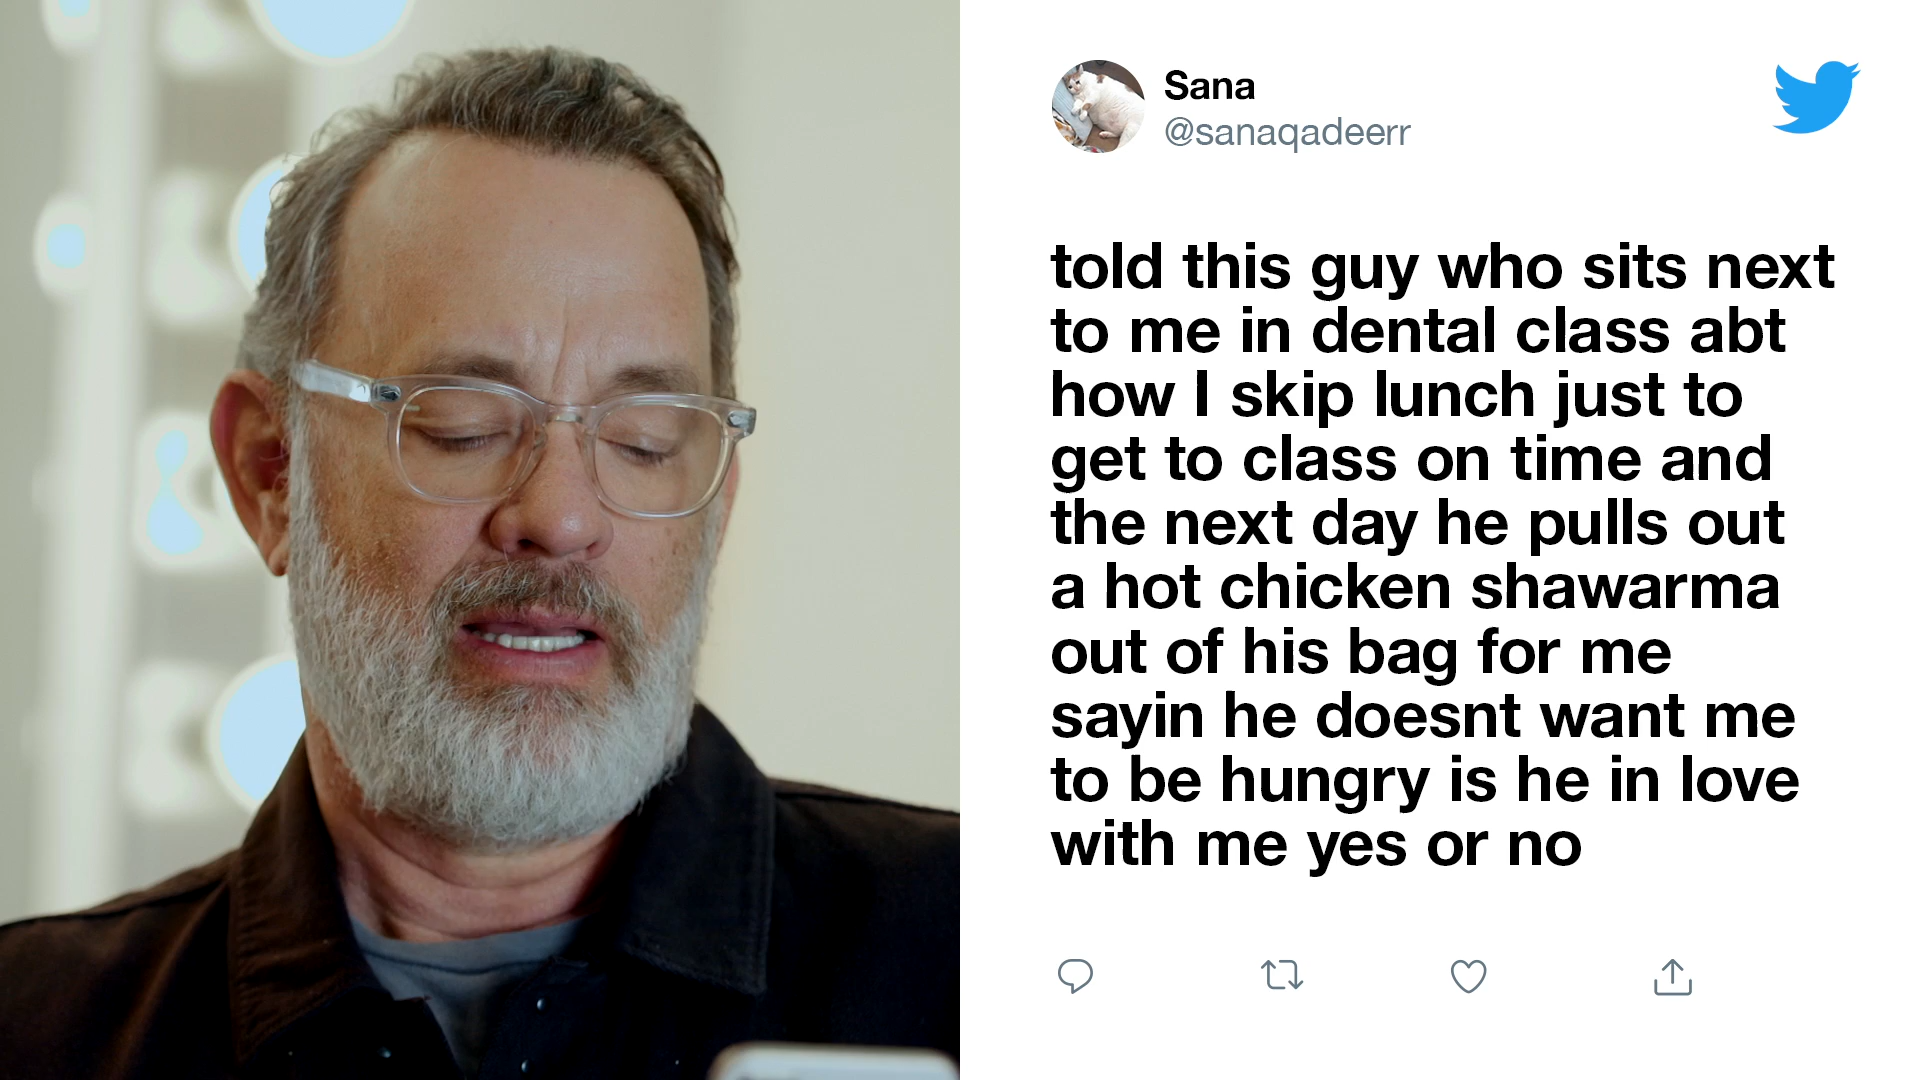 Sana
@sanaqadeerr
told this guy who sits next
to me in dental class abt
how I skip lunch just to
get to class on time and
the next day he pulls out
a hot chicken shawarma
out of his bag for me
sayin he doesnt want me
to be hungry is he in love
with me yes or no